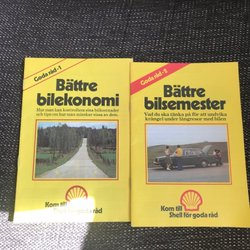 Goda råd-1
Bättre
bilekonomi
Hur man kan kontrollera sina bilkostnader
och tips om hur man minskar vissa av dem.
Kom till
Shell för goda råd
Goda råd-2
Bättre
bilsemester
Vad du ska tänka på för att undvika
krångel under långresor med bilen
Kom till
Shell för goda råd